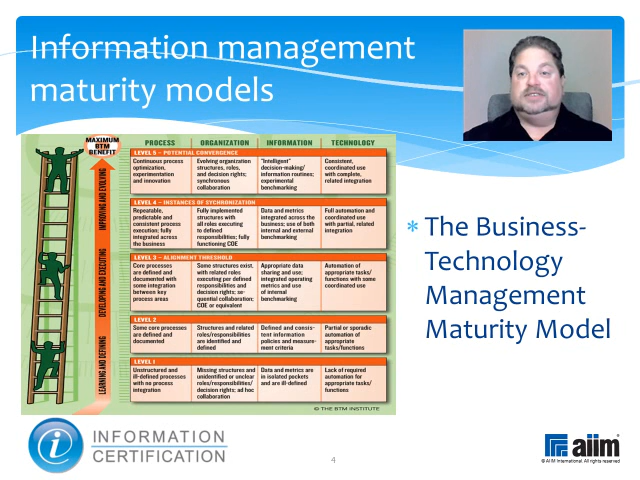 Information management
maturity models
MAXIMUM
BTM
BENEFIT
IMPROVING AND EVOLVING
DEVELOPING AND EXECUTING
LEARNING AND DEFINING
PROCESS ORGANIZATION INFORMATION TECHNOLOGY
LEVEL 5 – POTENTIAL CONVERGENCE
Continuous process
optimization,
experimentation
and innovation
Evolving organization
structures, roles,
and decision rights;
synchronous
collaboration
"Intelligent"
decision-making/
information routines;
experimental
benchmarking
Consistent,
coordinated use
with complete,
related integration
LEVEL 4 – INSTANCES OF SYNCHRONIZATION
Repeatable,
predictable and
consistent process
execution; fully
integrated across
the business
Fully implemented
structures with
all roles executing
to defined
responsibilities; fully
functioning COE
Data and metrics
integrated across the
business; use of both
internal and external
benchmarking
Full automation and
coordinated use
with partial, related
integration
LEVEL 3 – ALIGNMENT THRESHOLD
Core processes
are defined and
documented with
some integration
between key
process areas
Some structures exist,
with related roles
executing per defined
responsibilities and
decision rights; se-
quential collaboration;
COE or equivalent
Appropriate data
sharing and use;
integrated operating
metrics and use
of internal
benchmarking
Automation of
appropriate tasks/
functions with some
coordinated use
LEVEL 2
Some core processes
are defined and
documented
Structures and related
roles/responsibilities
are identified and
defined
Defined and consis-
tent information
policies and measure-
ment criteria
Partial or sporadic
automation of
appropriate
tasks/functions
LEVEL 1
Unstructured and
ill-defined processes
with no process
integration
Missing structures and
unidentified or unclear
roles/responsibilities/
decision rights; ad hoc
collaboration
Data and metrics are
in isolated pockets
and are ill-defined
Lack of required
automation for
appropriate tasks/
functions
© THE BTM INSTITUTE
* The Business-
Technology
Management
Maturity Model
i INFORMATION
CERTIFICATION
4
aiim
© AIIM International. All rights reserved